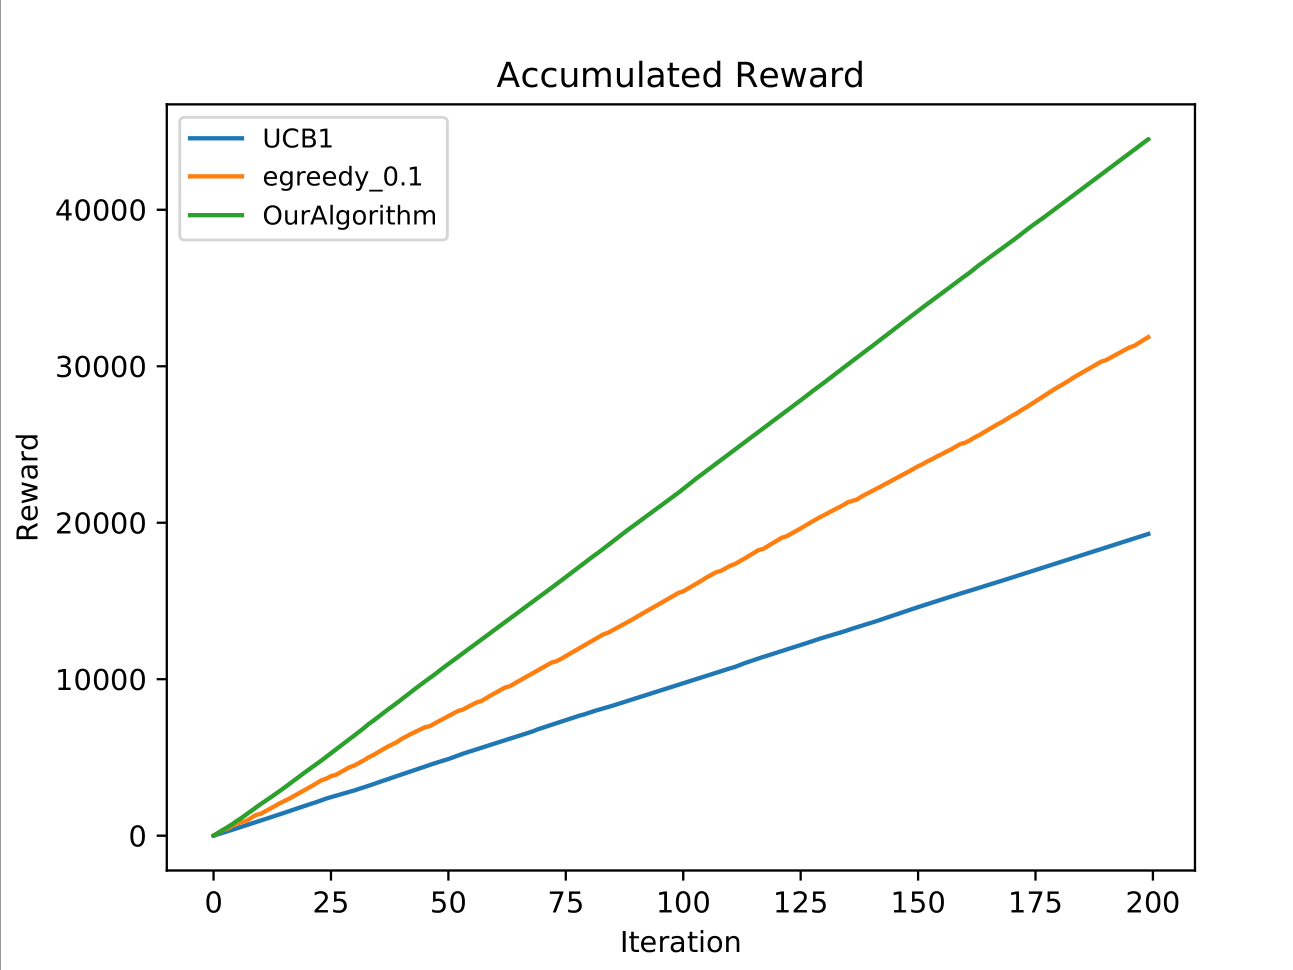 Accumulated Reward
UCB1
egreedy_0.1
OurAlgorithm
40000
30000
20000
10000
0
Reward
0 25 50 75 100 125 150 175 200
Iteration